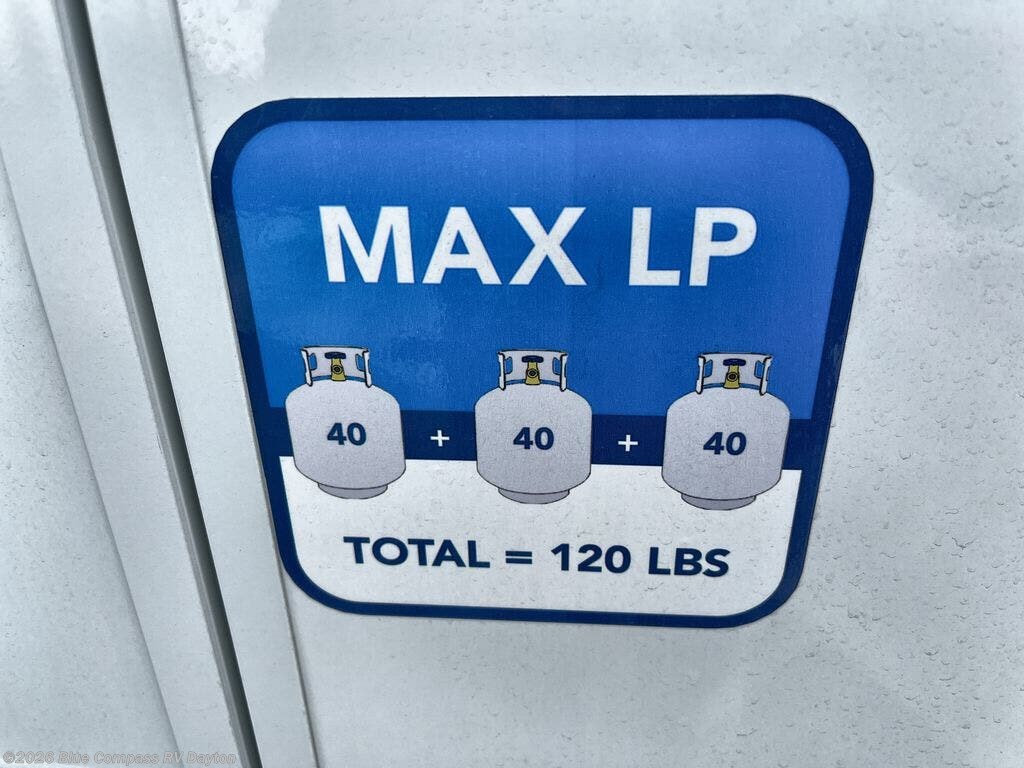 MAX LP
40 + 40 + 40
TOTAL = 120 LBS
©2026 Blue Compass RV Dayton